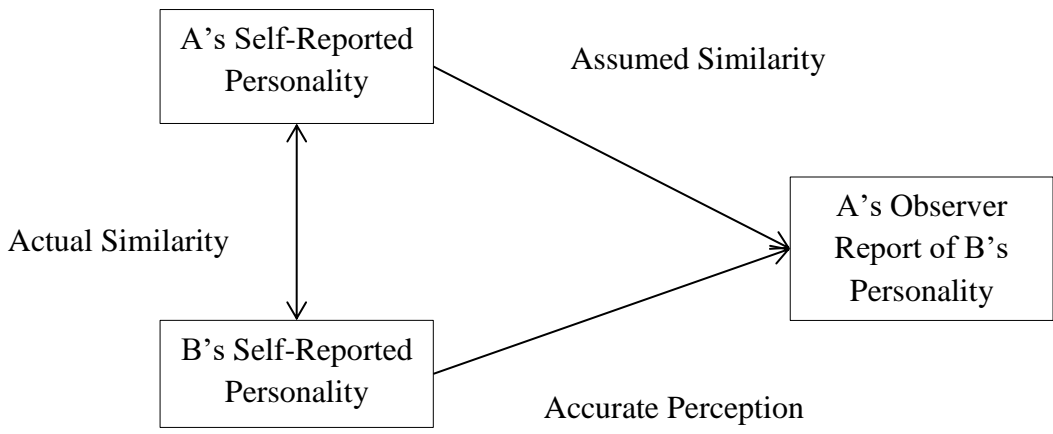 A’s Self-Reported
Personality
Assumed Similarity
A’s Observer
Report of B’s
Personality
Actual Similarity
B’s Self-Reported
Personality
Accurate Perception